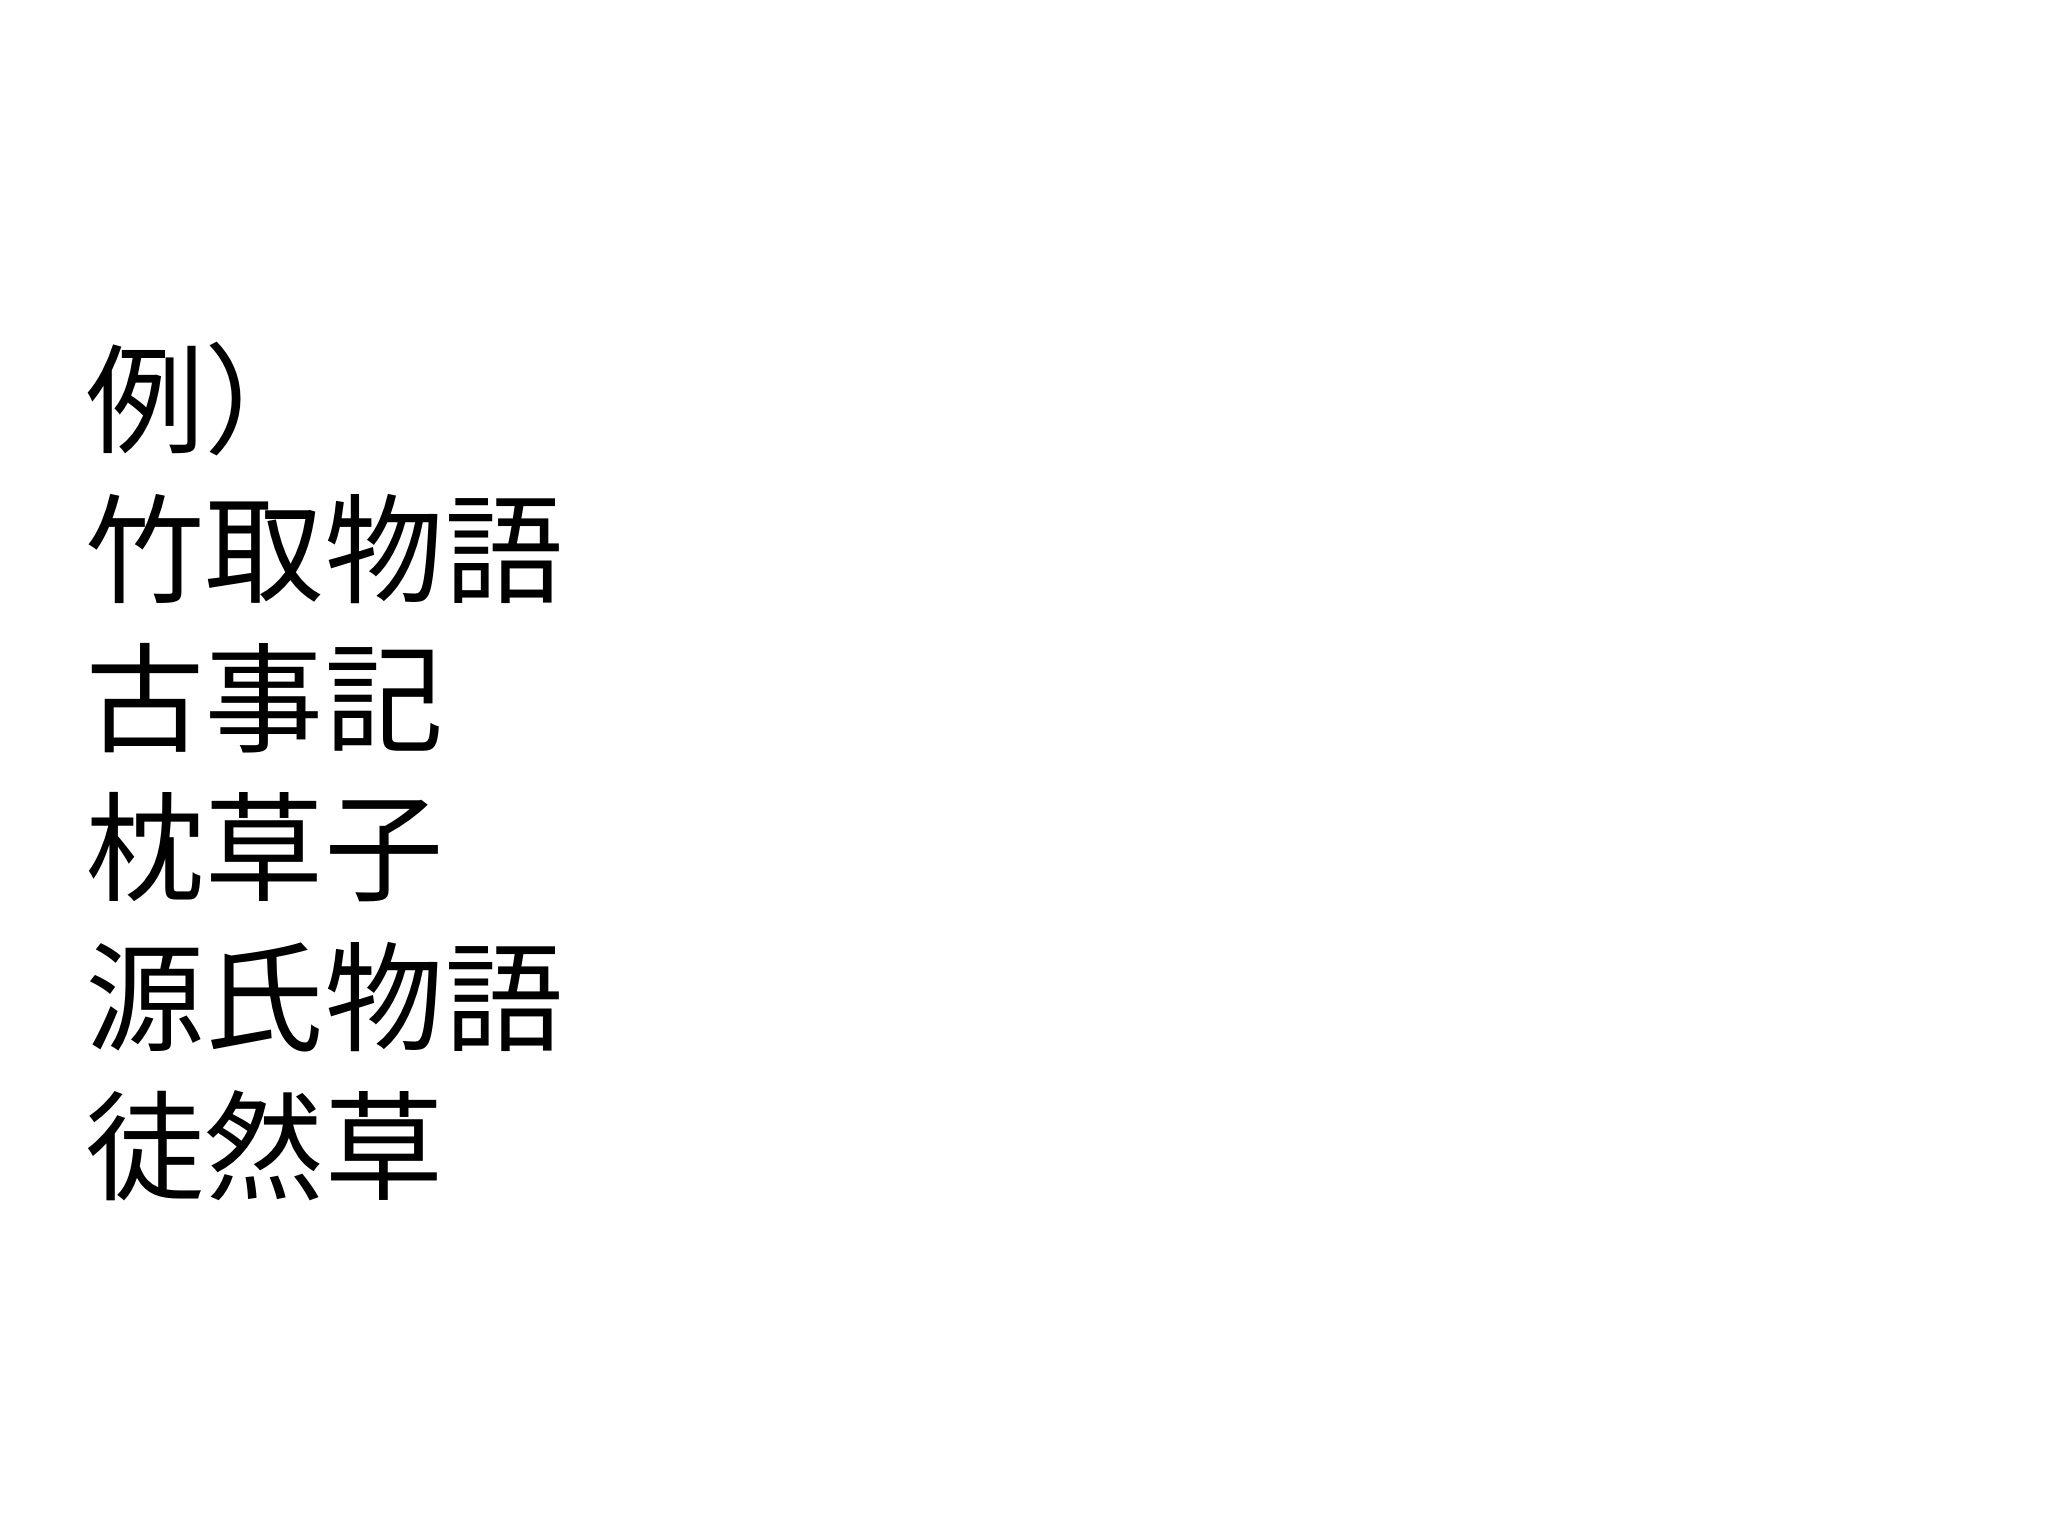 例）
竹取物語
古事記
枕草子
源氏物語
徒然草